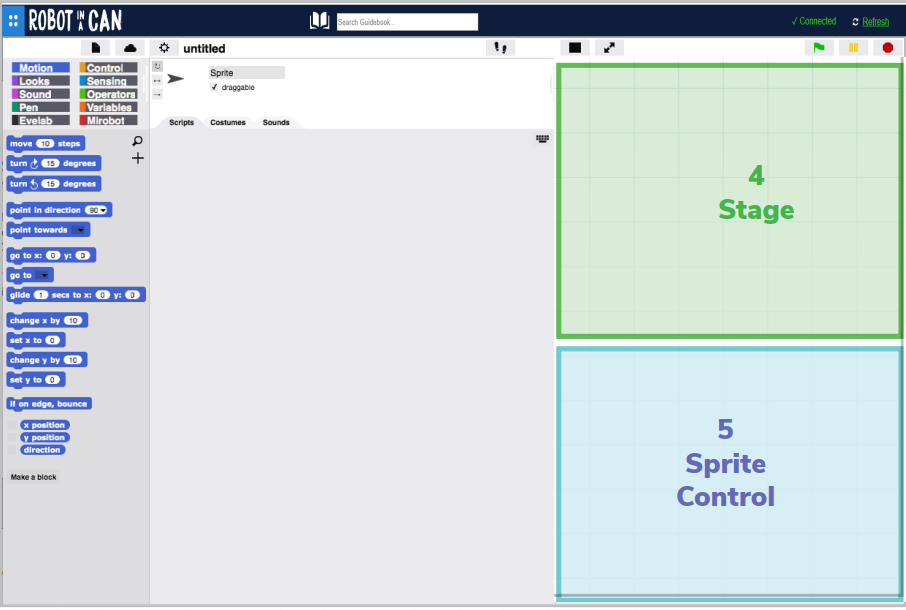 ROBOT IN A CAN
Search Guidebook..
✓ Connected
Refresh
untitled
Motion
Control
Looks
Sensing
Sound
Operators
Pen
Variables
Evelab
Mirobot
Sprite
✓ draggable
Scripts Costumes Sounds
move 10 steps
turn 15 degrees
turn 15 degrees
point in direction 90
point towards
go to x: 0 y: 0
go to
glide 1 secs to x: 0 y: 0
change x by 10
set x to 0
change y by 10
set y to 0
if on edge, bounce
x position
y position
direction
Make a block
4
Stage
5
Sprite
Control